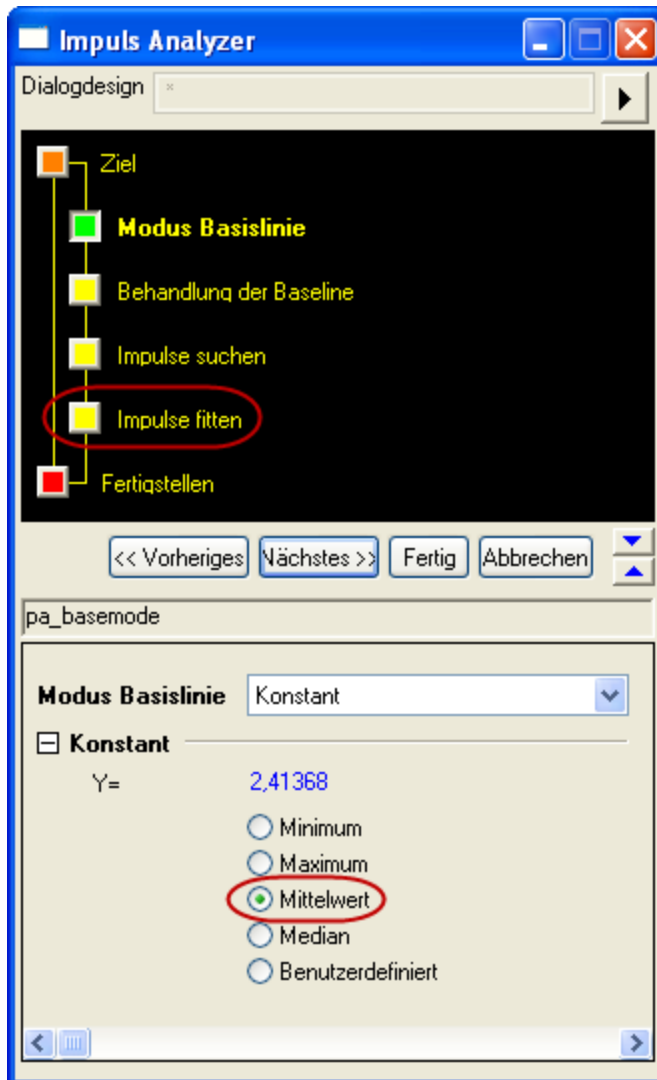 Impuls Analyzer
Dialogdesign *
Ziel
Modus Basislinie
Behandlung der Baseline
Impulse suchen
Impulse fitten
Fertigstellen
<< Vorheriges Nächstes >> Fertig Abbrechen
pa_basemode
Modus Basislinie Konstant
Konstant
Y= 2,41368
Minimum
Maximum
Mittelwert
Median
Benutzerdefiniert